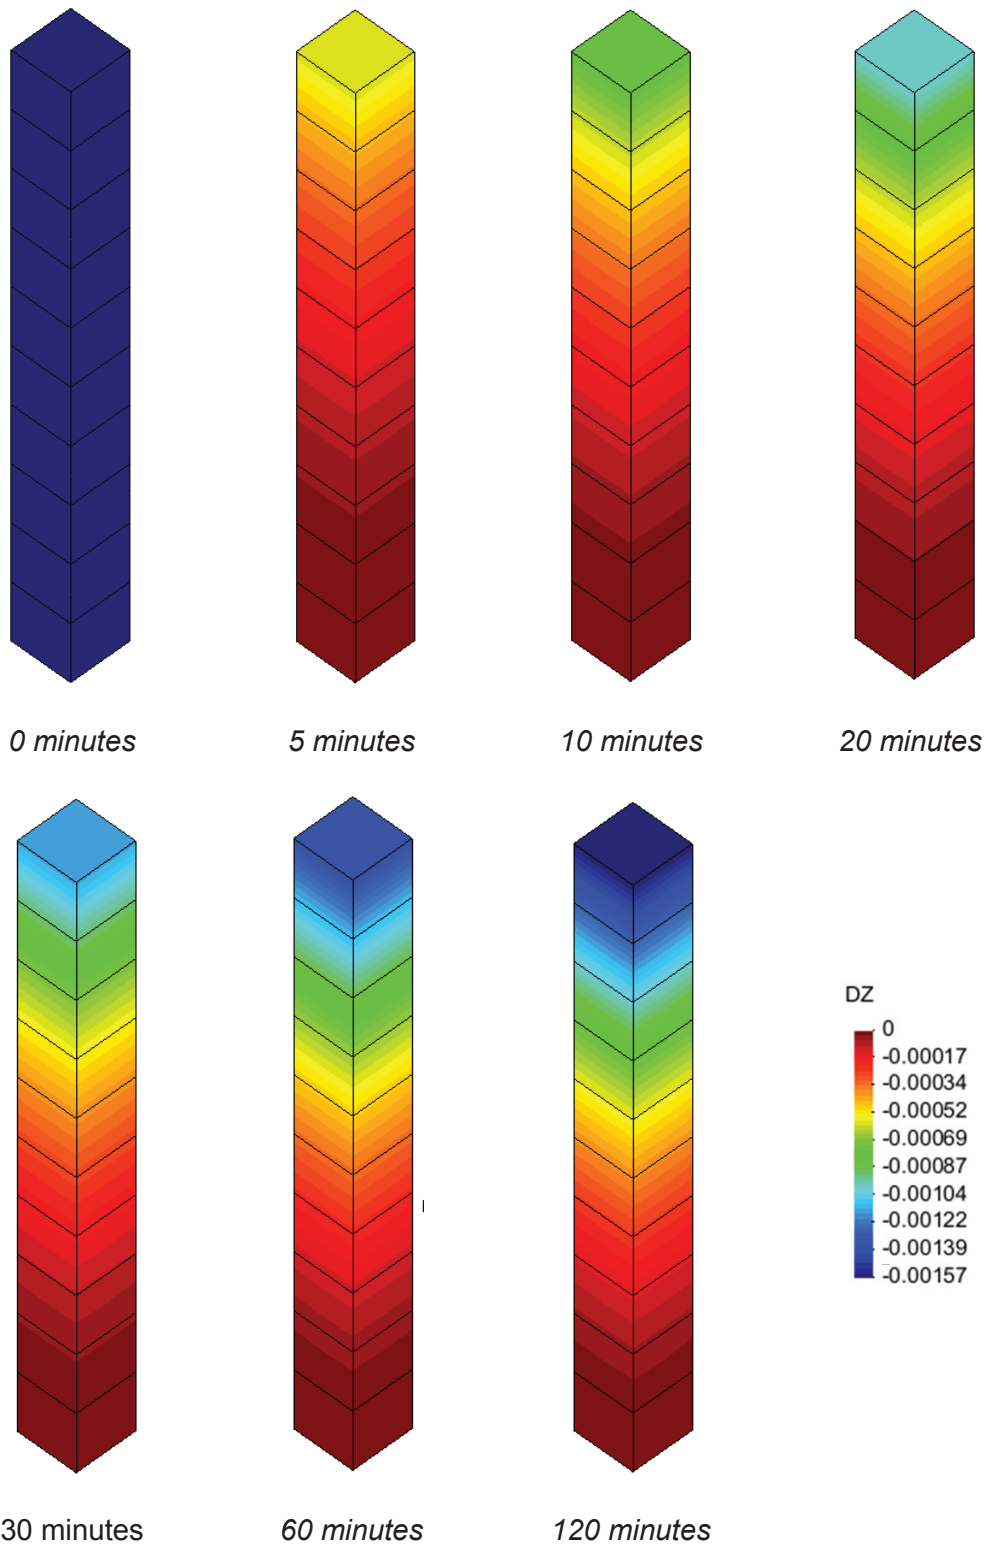 0 minutes
5 minutes
10 minutes
20 minutes
DZ
0
-0.00017
-0.00034
-0.00052
-0.00069
-0.00087
-0.00104
-0.00122
-0.00139
-0.00157
30 minutes
60 minutes
120 minutes